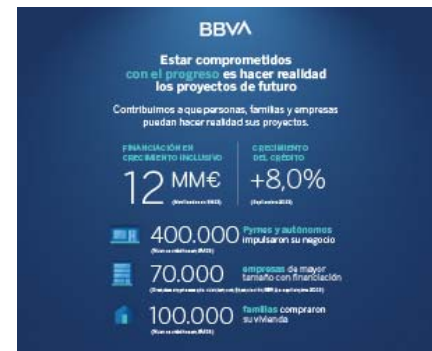 BBVA
Estar comprometidos
con el progreso es hacer realidad
los proyectos de futuro
Contribuimos a que personas, familias y empresas
puedan hacer realidad sus proyectos.
FINANCIACIÓN EN
CRECIMIENTO INCLUSIVO
12 MM€
CRECIMIENTO
DEL CRÉDITO
+8,0%
400.000 Pymes y autónomos
impulsaron su negocio
70.000 empresas de mayor
tamaño con financiación
100.000 familias compraron
su vivienda